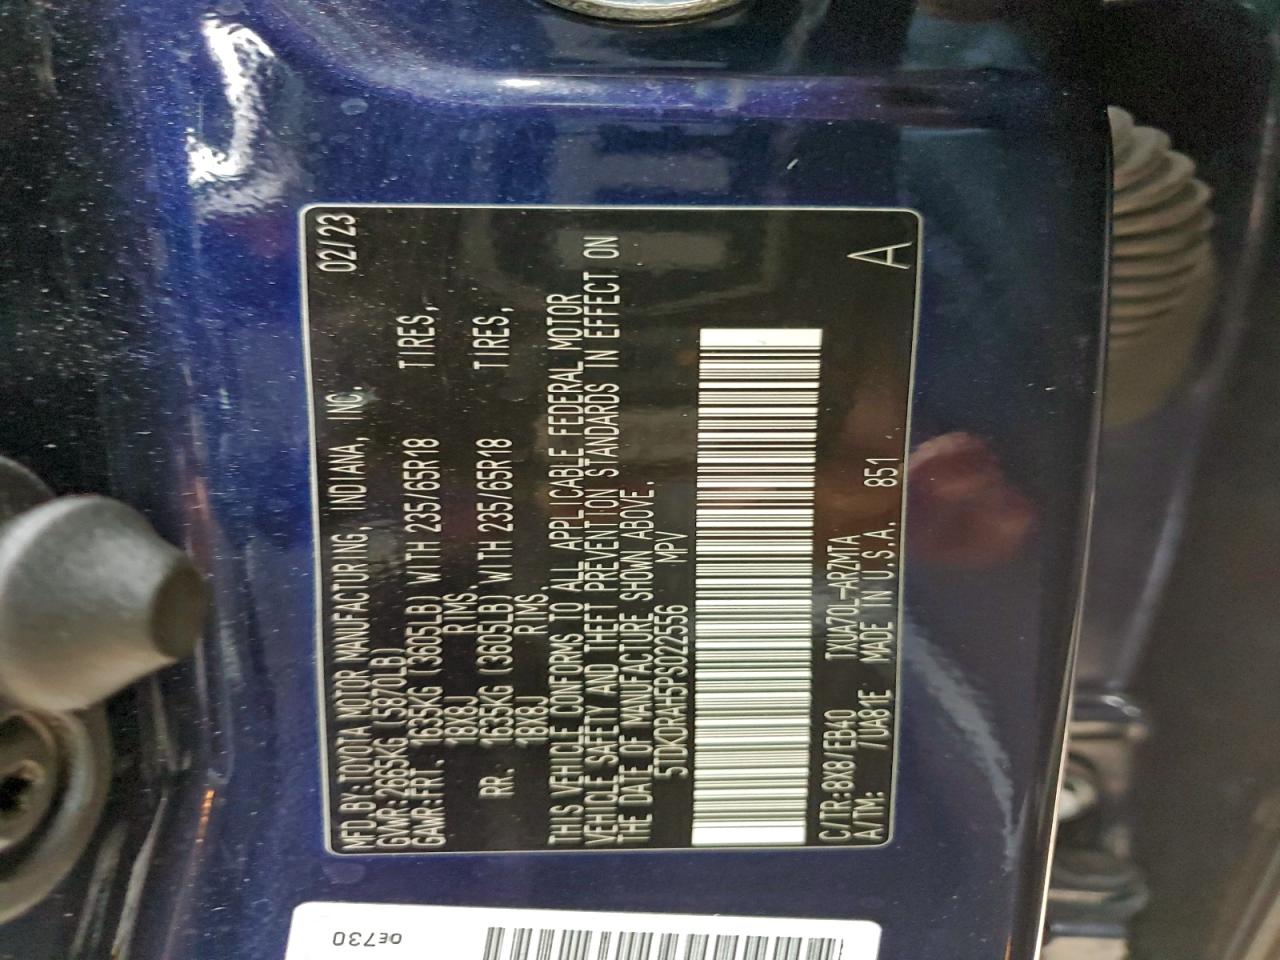 MFD.BY:TOYOTA MOTOR MANUFACTURING, INDIANA, INC. 02/23
GVWR:2665KG (5870LB)
GAWR:FRT. 1635KG (3605LB) WITH 235/65R18 TIRES,
18X8J RIMS.
RR. 1635KG (3605LB) WITH 235/65R18 TIRES,
18X8J RIMS.
THIS VEHICLE CONFORMS TO ALL APPLICABLE FEDERAL MOTOR
VEHICLE SAFETY AND THEFT PREVENTION STANDARDS IN EFFECT ON
THE DATE OF MANUFACTURE SHOWN ABOVE.
5TDKDRAH5PS022556 MPV
C/TR:8X8/EB40 TXUA70L-ARZMTA A
A/TM: 70A91E MADE IN U.S.A. 851
OE730